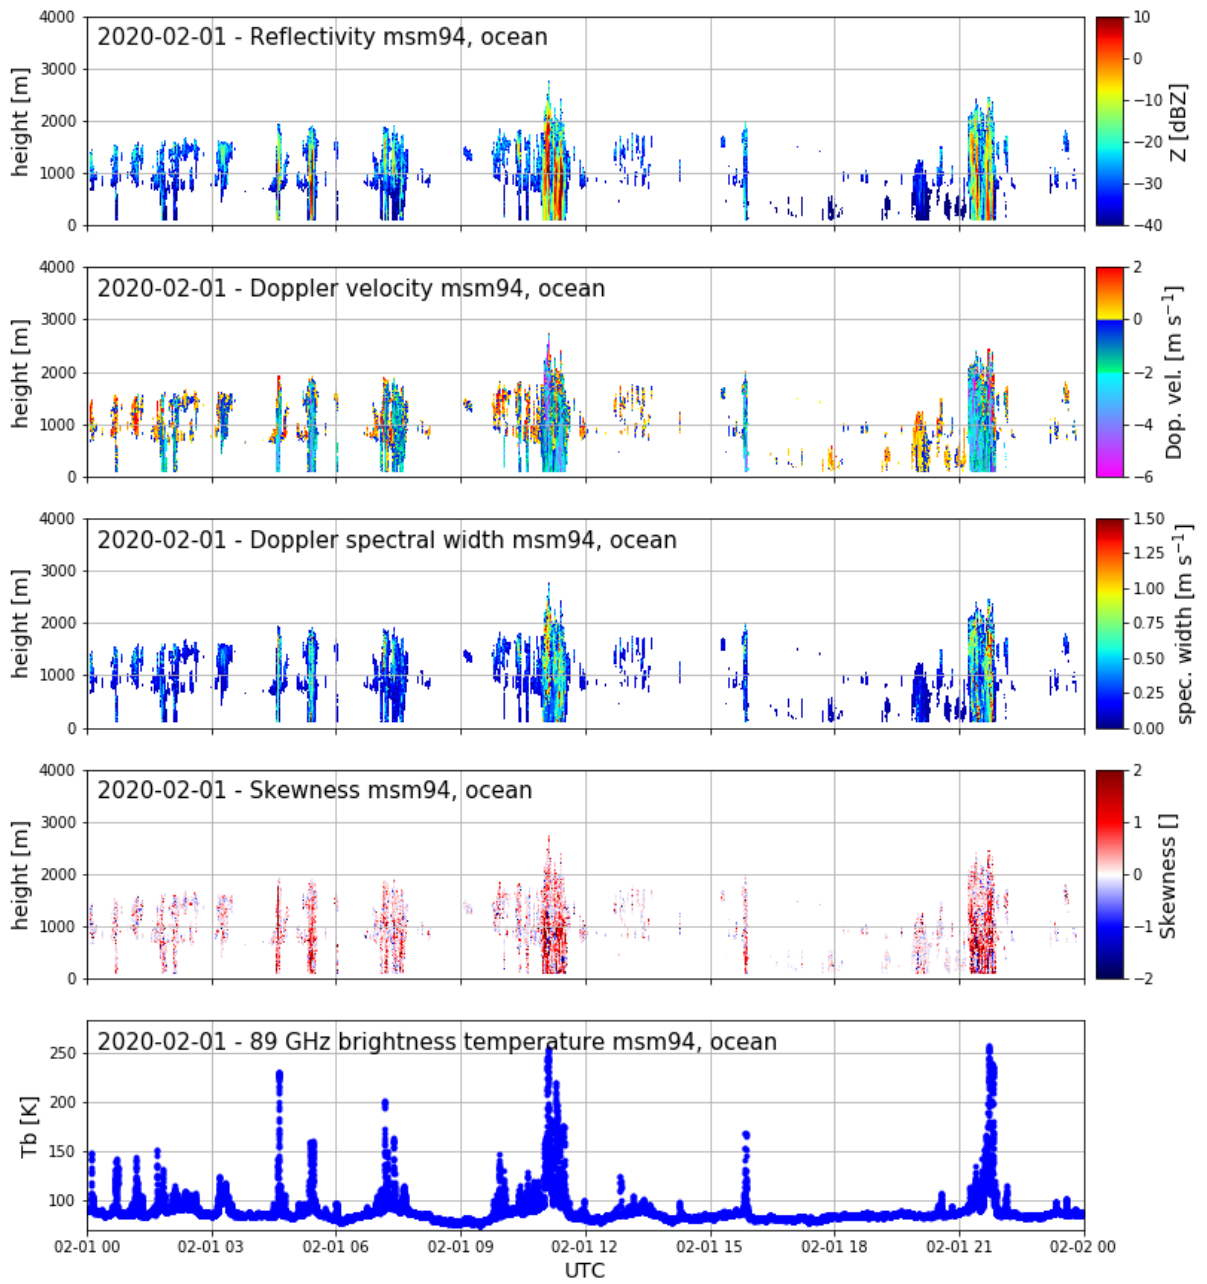 2020-02-01 - Reflectivity msm94, ocean
height [m]
4000
3000
2000
1000
0
10
0
−10
−20
−30
−40
Z [dBZ]
2020-02-01 - Doppler velocity msm94, ocean
height [m]
4000
3000
2000
1000
0
2
0
−2
−4
−6
Dop. vel. [m s⁻¹]
2020-02-01 - Doppler spectral width msm94, ocean
height [m]
4000
3000
2000
1000
0
1.50
1.25
1.00
0.75
0.50
0.25
0.00
spec. width [m s⁻¹]
2020-02-01 - Skewness msm94, ocean
height [m]
4000
3000
2000
1000
0
2
1
0
−1
−2
Skewness []
2020-02-01 - 89 GHz brightness temperature msm94, ocean
Tb [K]
250
200
150
100
02-01 00 02-01 03 02-01 06 02-01 09 02-01 12 02-01 15 02-01 18 02-01 21 02-02 00
UTC